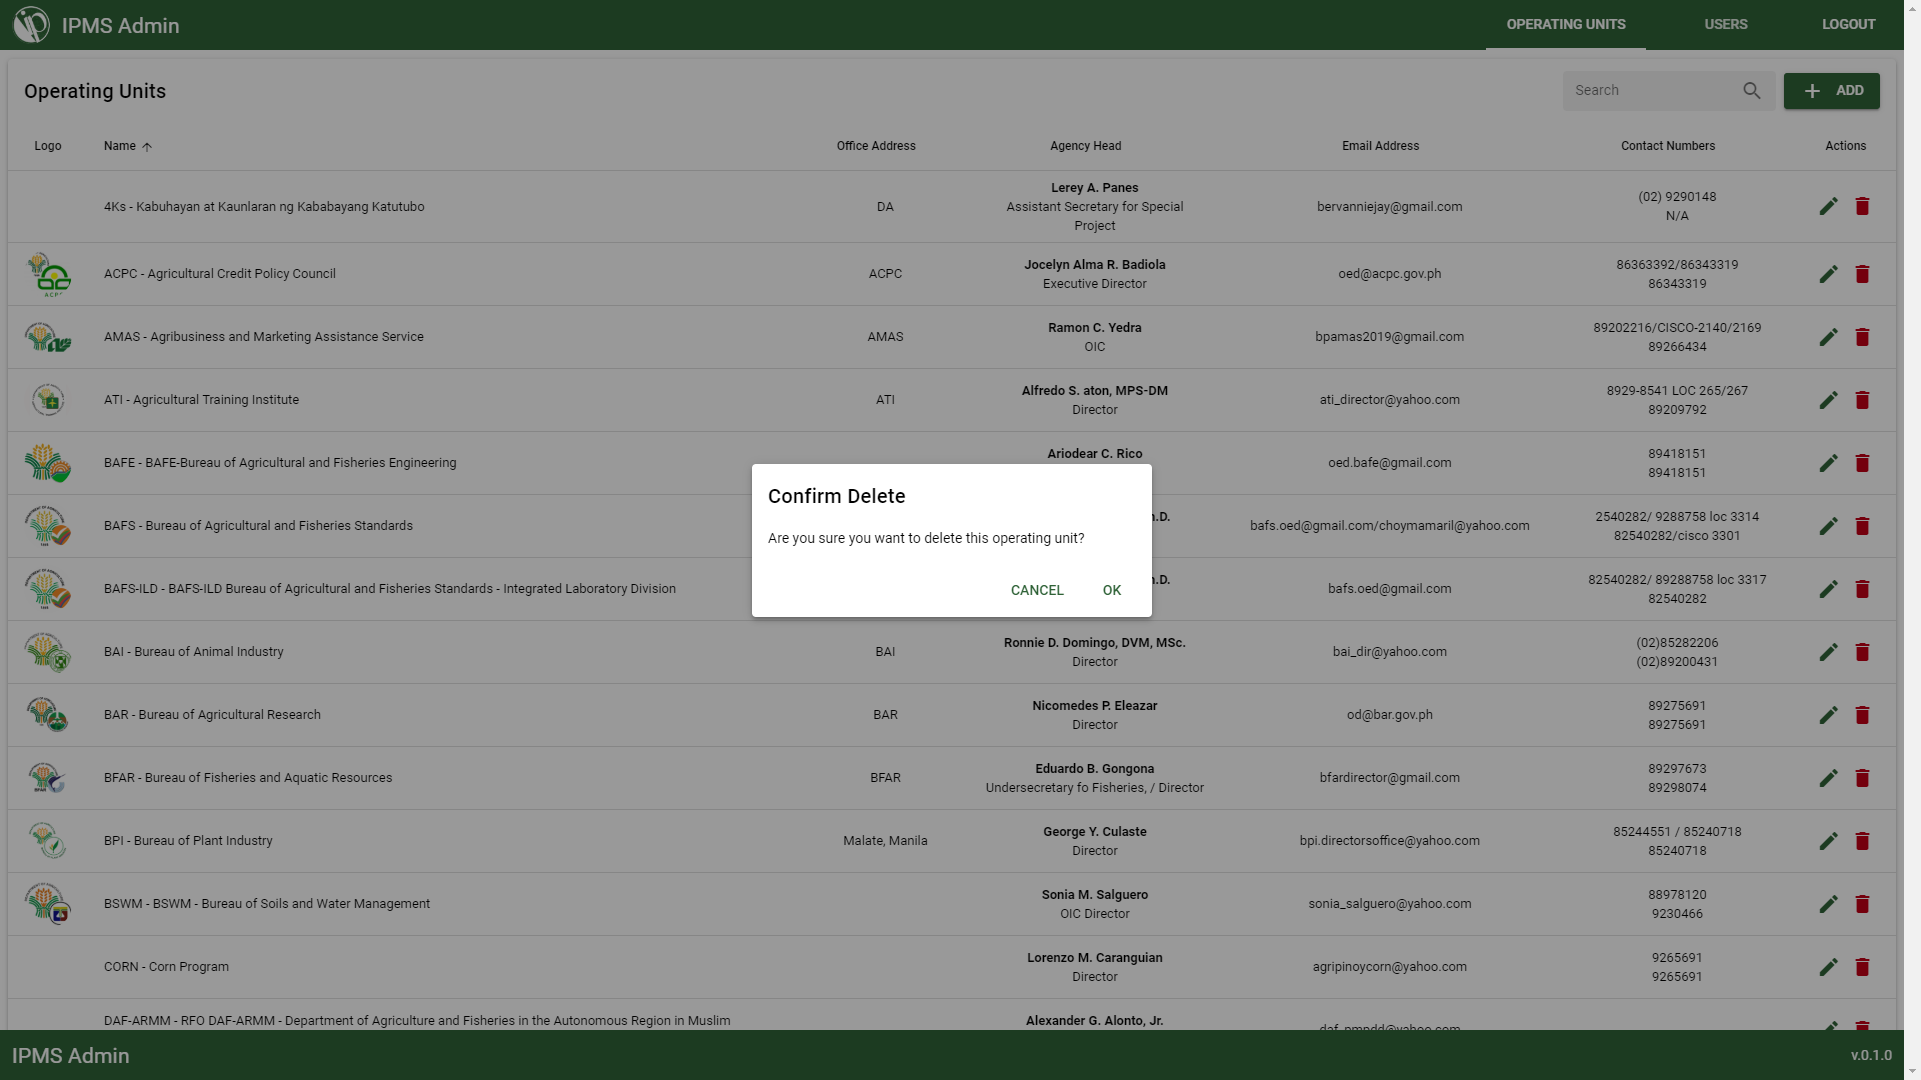 IPMS Admin
OPERATING UNITS
USERS
LOGOUT
Operating Units
Search
ADD
Logo
Name
Office Address
Agency Head
Email Address
Contact Numbers
Actions
4Ks - Kabuhayan at Kaunlaran ng Kababayang Katutubo
DA
Lerey A. Panes
Assistant Secretary for Special
Project
bervanniejay@gmail.com
(02) 9290148
N/A
ACPC
ACPC - Agricultural Credit Policy Council
ACPC
Jocelyn Alma R. Badiola
Executive Director
oed@acpc.gov.ph
86363392/86343319
86343319
AMAS - Agribusiness and Marketing Assistance Service
AMAS
Ramon C. Yedra
OIC
bpamas2019@gmail.com
89202216/CISCO-2140/2169
89266434
ATI - Agricultural Training Institute
ATI
Alfredo S. aton, MPS-DM
Director
ati_director@yahoo.com
8929-8541 LOC 265/267
89209792
BAFE - BAFE-Bureau of Agricultural and Fisheries Engineering
Ariodear C. Rico
oed.bafe@gmail.com
89418151
89418151
BAFS - Bureau of Agricultural and Fisheries Standards
.D.
bafs.oed@gmail.com/choymamaril@yahoo.com
2540282/ 9288758 loc 3314
82540282/cisco 3301
BAFS-ILD - BAFS-ILD Bureau of Agricultural and Fisheries Standards - Integrated Laboratory Division
.D.
bafs.oed@gmail.com
82540282/ 89288758 loc 3317
82540282
Confirm Delete
Are you sure you want to delete this operating unit?
CANCEL
OK
BAI - Bureau of Animal Industry
BAI
Ronnie D. Domingo, DVM, MSc.
Director
bai_dir@yahoo.com
(02)85282206
(02)89200431
BAR - Bureau of Agricultural Research
BAR
Nicomedes P. Eleazar
Director
od@bar.gov.ph
89275691
89275691
BFAR
BFAR - Bureau of Fisheries and Aquatic Resources
BFAR
Eduardo B. Gongona
Undersecretary fo Fisheries, / Director
bfardirector@gmail.com
89297673
89298074
BPI - Bureau of Plant Industry
Malate, Manila
George Y. Culaste
Director
bpi.directorsoffice@yahoo.com
85244551 / 85240718
85240718
BSWM - BSWM - Bureau of Soils and Water Management
Sonia M. Salguero
OIC Director
sonia_salguero@yahoo.com
88978120
9230466
CORN - Corn Program
Lorenzo M. Caranguian
Director
agripinoycorn@yahoo.com
9265691
9265691
DAF-ARMM - RFO DAF-ARMM - Department of Agriculture and Fisheries in the Autonomous Region in Muslim
Alexander G. Alonto, Jr.
IPMS Admin
v.0.1.0